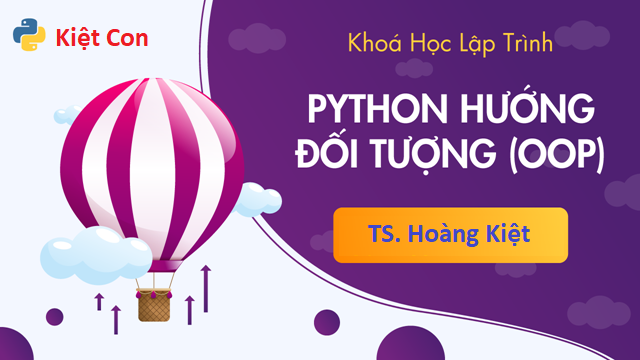 Kiệt Con
Khoá Học Lập Trình
PYTHON HƯỚNG
ĐỐI TƯỢNG (OOP)
TS. Hoàng Kiệt